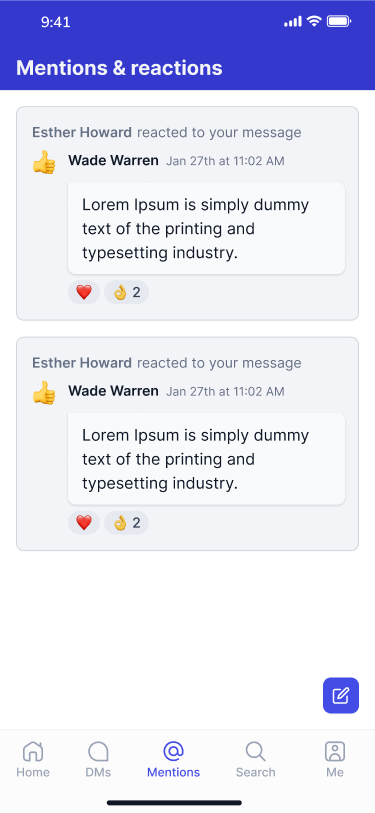 9:41
Mentions & reactions
Esther Howard reacted to your message
Wade Warren Jan 27th at 11:02 AM
Lorem Ipsum is simply dummy
text of the printing and
typesetting industry.
2
Esther Howard reacted to your message
Wade Warren Jan 27th at 11:02 AM
Lorem Ipsum is simply dummy
text of the printing and
typesetting industry.
2
Home DMs Mentions Search Me